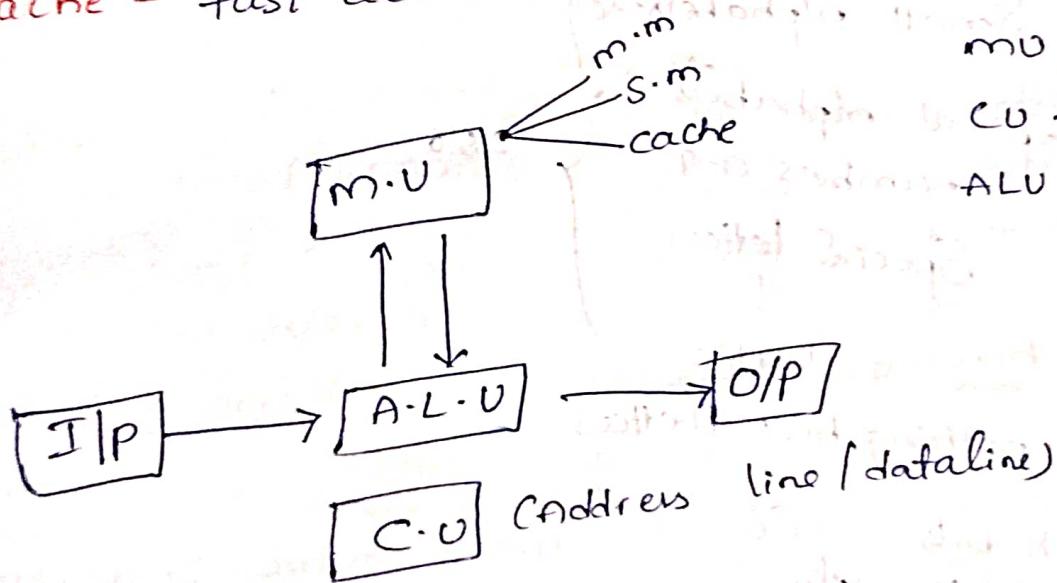 m.m
S.m
cache
M.U
MU
CU
ALU
I/P
A.L.U
O/P
C.U (Address line / dataline)